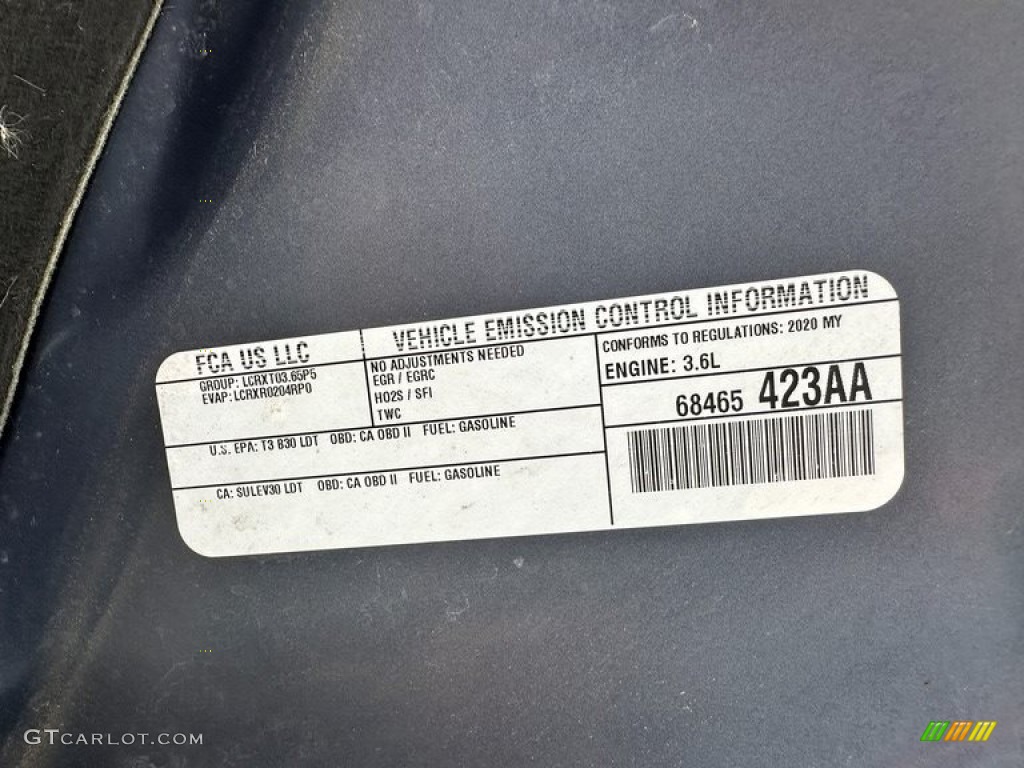 FCA US LLC
VEHICLE EMISSION CONTROL INFORMATION
GROUP: LCRXT03.65P5
EVAP: LCRXR0204RP0
NO ADJUSTMENTS NEEDED
EGR / EGRC
HO2S / SFI
TWC
CONFORMS TO REGULATIONS: 2020 MY
ENGINE: 3.6L
68465 423AA
U.S. EPA: T3 B30 LDT OBD: CA OBD II FUEL: GASOLINE
CA: SULEV30 LDT OBD: CA OBD II FUEL: GASOLINE
GTCARLOT.COM